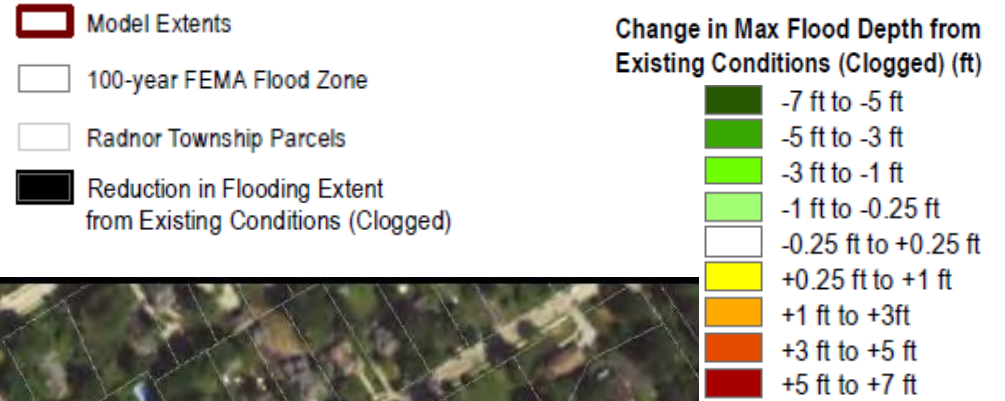 Model Extents
100-year FEMA Flood Zone
Radnor Township Parcels
Reduction in Flooding Extent
from Existing Conditions (Clogged)
Change in Max Flood Depth from
Existing Conditions (Clogged) (ft)
-7 ft to -5 ft
-5 ft to -3 ft
-3 ft to -1 ft
-1 ft to -0.25 ft
-0.25 ft to +0.25 ft
+0.25 ft to +1 ft
+1 ft to +3ft
+3 ft to +5 ft
+5 ft to +7 ft